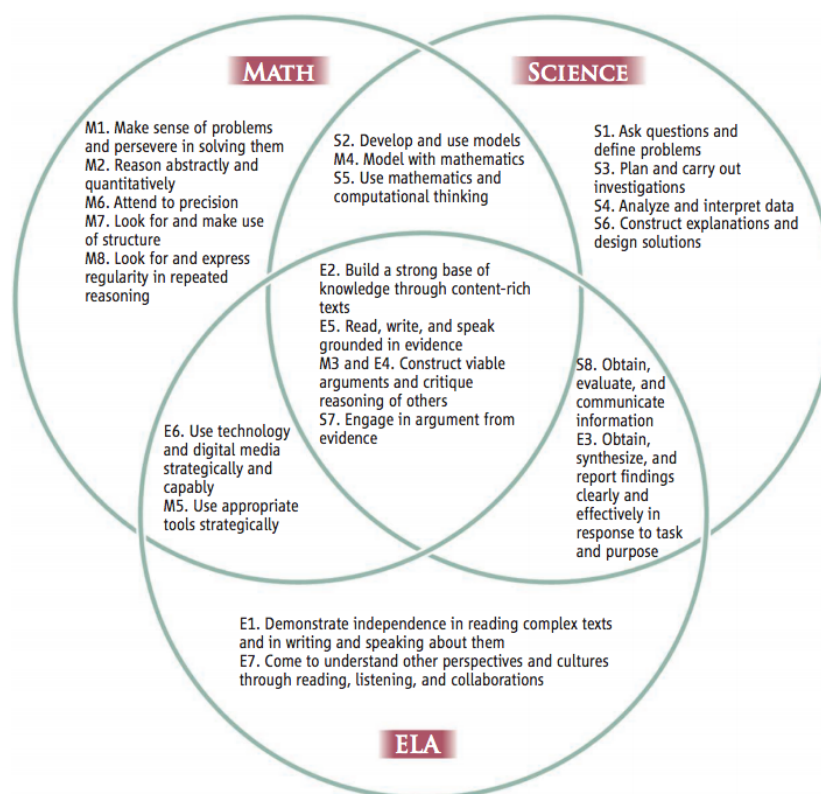 MATH
SCIENCE
M1. Make sense of problems
and persevere in solving them
M2. Reason abstractly and
quantitatively
M6. Attend to precision
M7. Look for and make use
of structure
M8. Look for and express
regularity in repeated
reasoning
S2. Develop and use models
M4. Model with mathematics
S5. Use mathematics and
computational thinking
S1. Ask questions and
define problems
S3. Plan and carry out
investigations
S4. Analyze and interpret data
S6. Construct explanations and
design solutions
E2. Build a strong base of
knowledge through content-rich
texts
E5. Read, write, and speak
grounded in evidence
M3 and E4. Construct viable
arguments and critique
reasoning of others
S7. Engage in argument from
evidence
E6. Use technology
and digital media
strategically and
capably
M5. Use appropriate
tools strategically
S8. Obtain,
evaluate, and
communicate
information
E3. Obtain,
synthesize, and
report findings
clearly and
effectively in
response to task
and purpose
E1. Demonstrate independence in reading complex texts
and in writing and speaking about them
E7. Come to understand other perspectives and cultures
through reading, listening, and collaborations
ELA